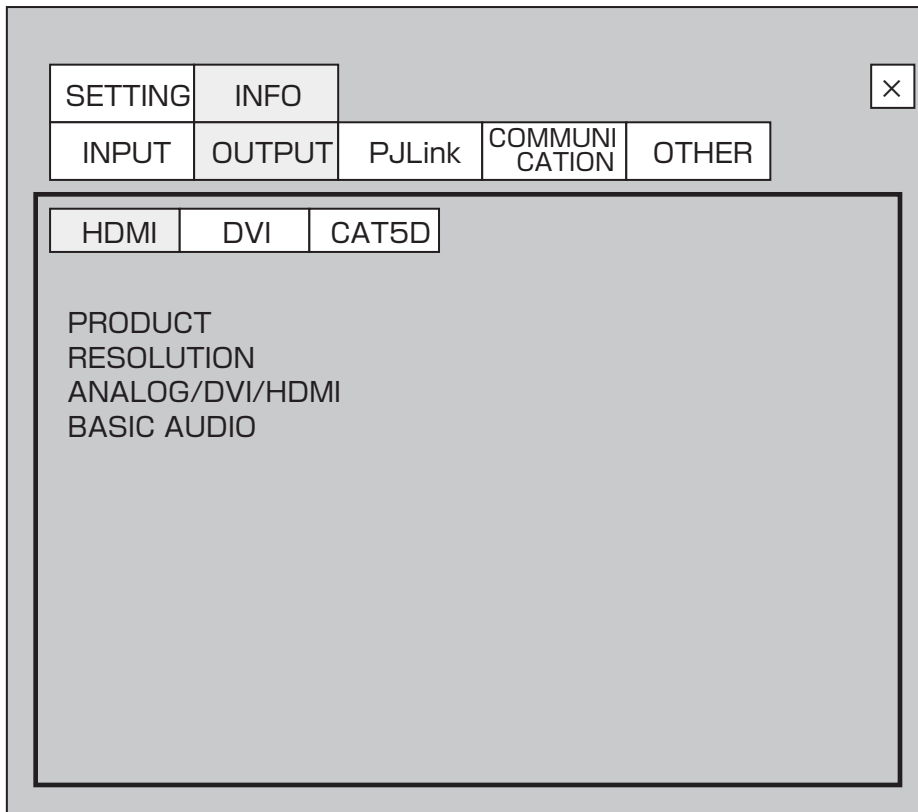 SETTING INFO ×
INPUT OUTPUT PJLink COMMUNI
CATION OTHER
HDMI DVI CAT5D
PRODUCT
RESOLUTION
ANALOG/DVI/HDMI
BASIC AUDIO